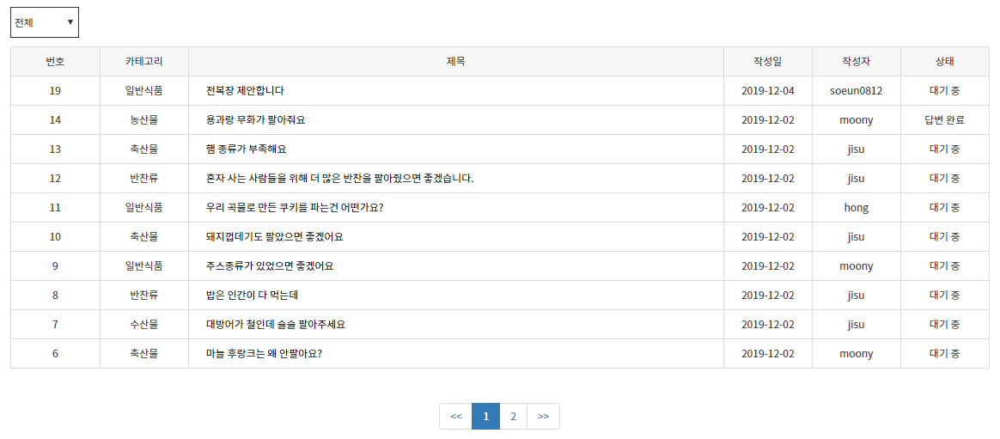 전체 ▼
번호 카테고리 제목 작성일 작성자 상태
19 일반식품 전복장 제안합니다 2019-12-04 soeun0812 대기 중
14 농산물 용과랑 무화가 팔아줘요 2019-12-02 moony 답변 완료
13 축산물 햄 종류가 부족해요 2019-12-02 jisu 대기 중
12 반찬류 혼자 사는 사람들을 위해 더 많은 반찬을 팔아줬으면 좋겠습니다. 2019-12-02 jisu 대기 중
11 일반식품 우리 곡물로 만든 쿠키를 파는건 어떤가요? 2019-12-02 hong 대기 중
10 축산물 돼지껍데기도 팔았으면 좋겠어요 2019-12-02 jisu 대기 중
9 일반식품 주스종류가 있었으면 좋겠어요 2019-12-02 moony 대기 중
8 반찬류 밥은 인간이 다 먹는데 2019-12-02 jisu 대기 중
7 수산물 대방어가 철인데 슬슬 팔아주세요 2019-12-02 jisu 대기 중
6 축산물 마늘 후랑크는 왜 안팔아요? 2019-12-02 moony 대기 중
<< 1 2 >>